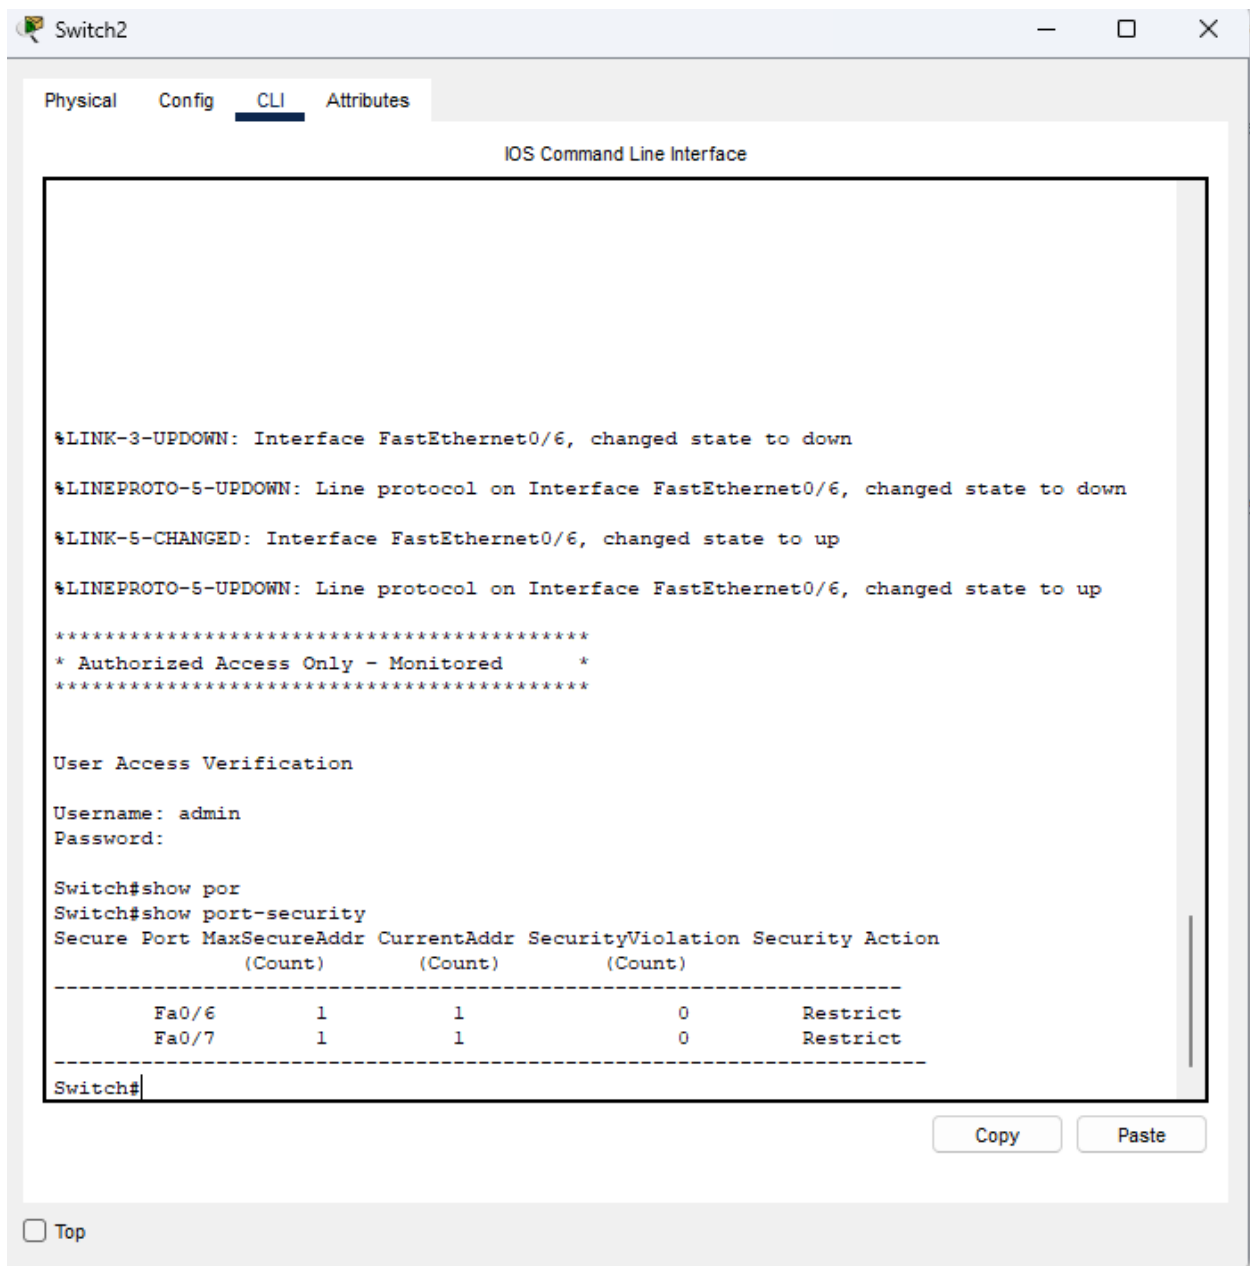 Switch2
Physical Config CLI Attributes
IOS Command Line Interface
%LINK-3-UPDOWN: Interface FastEthernet0/6, changed state to down
%LINEPROTO-5-UPDOWN: Line protocol on Interface FastEthernet0/6, changed state to down
%LINK-5-CHANGED: Interface FastEthernet0/6, changed state to up
%LINEPROTO-5-UPDOWN: Line protocol on Interface FastEthernet0/6, changed state to up
*******************************************
* Authorized Access Only - Monitored      *
*******************************************
User Access Verification
Username: admin
Password:
Switch#show por
Switch#show port-security
Secure Port MaxSecureAddr CurrentAddr SecurityViolation Security Action
(Count) (Count) (Count)
--------------------------------------------------------------------
Fa0/6 1 1 0 Restrict
Fa0/7 1 1 0 Restrict
----------------------------------------------------------------------
Switch#
Copy Paste
Top